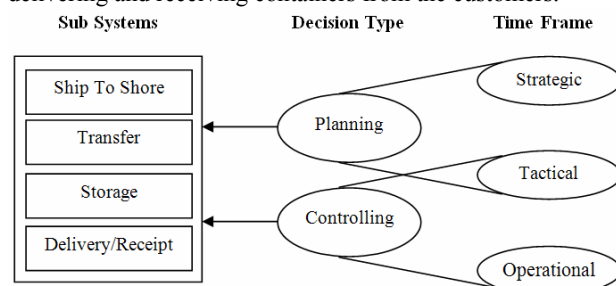 delivering and receiving containers from the customers.
Sub Systems Decision Type Time Frame
Ship To Shore
Transfer
Storage
Delivery/Receipt
Planning
Controlling
Strategic
Tactical
Operational